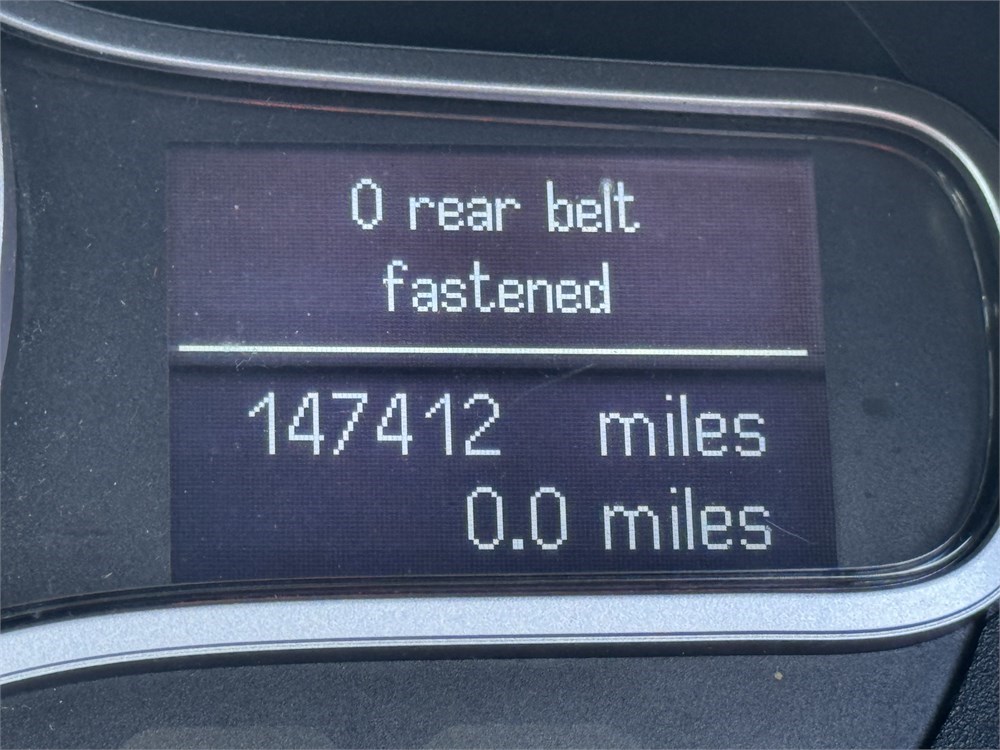 0 rear belt
fastened
147412 miles
0.0 miles